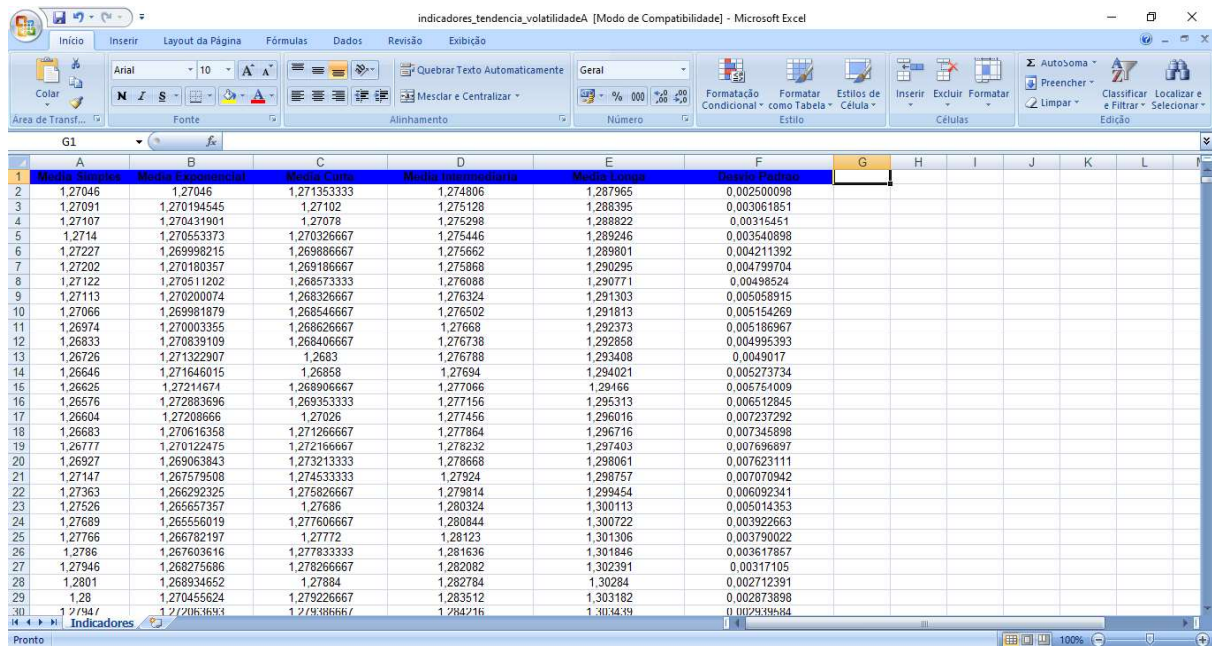 indicadores_tendencia_volatilidadeA [Modo de Compatibilidade] - Microsoft Excel
Início Inserir Layout da Página Fórmulas Dados Revisão Exibição
Arial 10 Quebrar Texto Automaticamente Geral Σ AutoSoma
Colar Preencher
N I S Mesclar e Centralizar % 000 Limpar
Formatação Condicional Formatar como Tabela Estilos de Célula Inserir Excluir Formatar Classificar e Filtrar Localizar e Selecionar
Área de Transf... Fonte Alinhamento Número Estilo Células Edição
G1 fx
A B C D E F G H I J K L
1 Media Simples Media Exponencial Media Curta Media Intermediaria Media Longa Desvio Padrao
2 1,27046 1,27046 1,271353333 1,274806 1,287965 0,002500098
3 1,27091 1,270194545 1,27102 1,275128 1,288395 0,003061851
4 1,27107 1,270431901 1,27078 1,275298 1,288822 0,00315451
5 1,2714 1,270553373 1,270326667 1,275446 1,289246 0,003540898
6 1,27227 1,269998215 1,269886667 1,275662 1,289801 0,004211392
7 1,27202 1,270180357 1,269186667 1,275868 1,290295 0,004799704
8 1,27122 1,270511202 1,268573333 1,276088 1,290771 0,00498524
9 1,27113 1,270200074 1,268326667 1,276324 1,291303 0,005058915
10 1,27066 1,269981879 1,268546667 1,276502 1,291813 0,005154269
11 1,26974 1,270003355 1,268626667 1,27668 1,292373 0,005186967
12 1,26833 1,270839109 1,268406667 1,276738 1,292858 0,004995393
13 1,26726 1,271322907 1,2683 1,276788 1,293408 0,0049017
14 1,26646 1,271646015 1,26858 1,27694 1,294021 0,005273734
15 1,26625 1,27214674 1,268906667 1,277066 1,29466 0,005754009
16 1,26576 1,272883696 1,269353333 1,277156 1,295313 0,006512845
17 1,26604 1,27208666 1,27026 1,277456 1,296016 0,007237292
18 1,26683 1,270616358 1,271266667 1,277864 1,296716 0,007345898
19 1,26777 1,270122475 1,272166667 1,278232 1,297403 0,007696897
20 1,26927 1,269063843 1,273213333 1,278668 1,298061 0,007623111
21 1,27147 1,267579508 1,274533333 1,27924 1,298757 0,007070942
22 1,27363 1,266292325 1,275826667 1,279814 1,299454 0,006092341
23 1,27526 1,265657357 1,27686 1,280324 1,300113 0,005014353
24 1,27689 1,265556019 1,277606667 1,280844 1,300722 0,003922663
25 1,27766 1,266782197 1,27772 1,28123 1,301306 0,003790022
26 1,2786 1,267603616 1,277833333 1,281636 1,301846 0,003617857
27 1,27946 1,268275686 1,278266667 1,282082 1,302391 0,00317105
28 1,2801 1,268934652 1,27884 1,282784 1,30284 0,002712391
29 1,28 1,270455624 1,279226667 1,283512 1,303182 0,002873898
30 1,27947 1,272063693 1,279386667 1,284216 1,303439 0,002939584
Indicadores
Pronto 100%